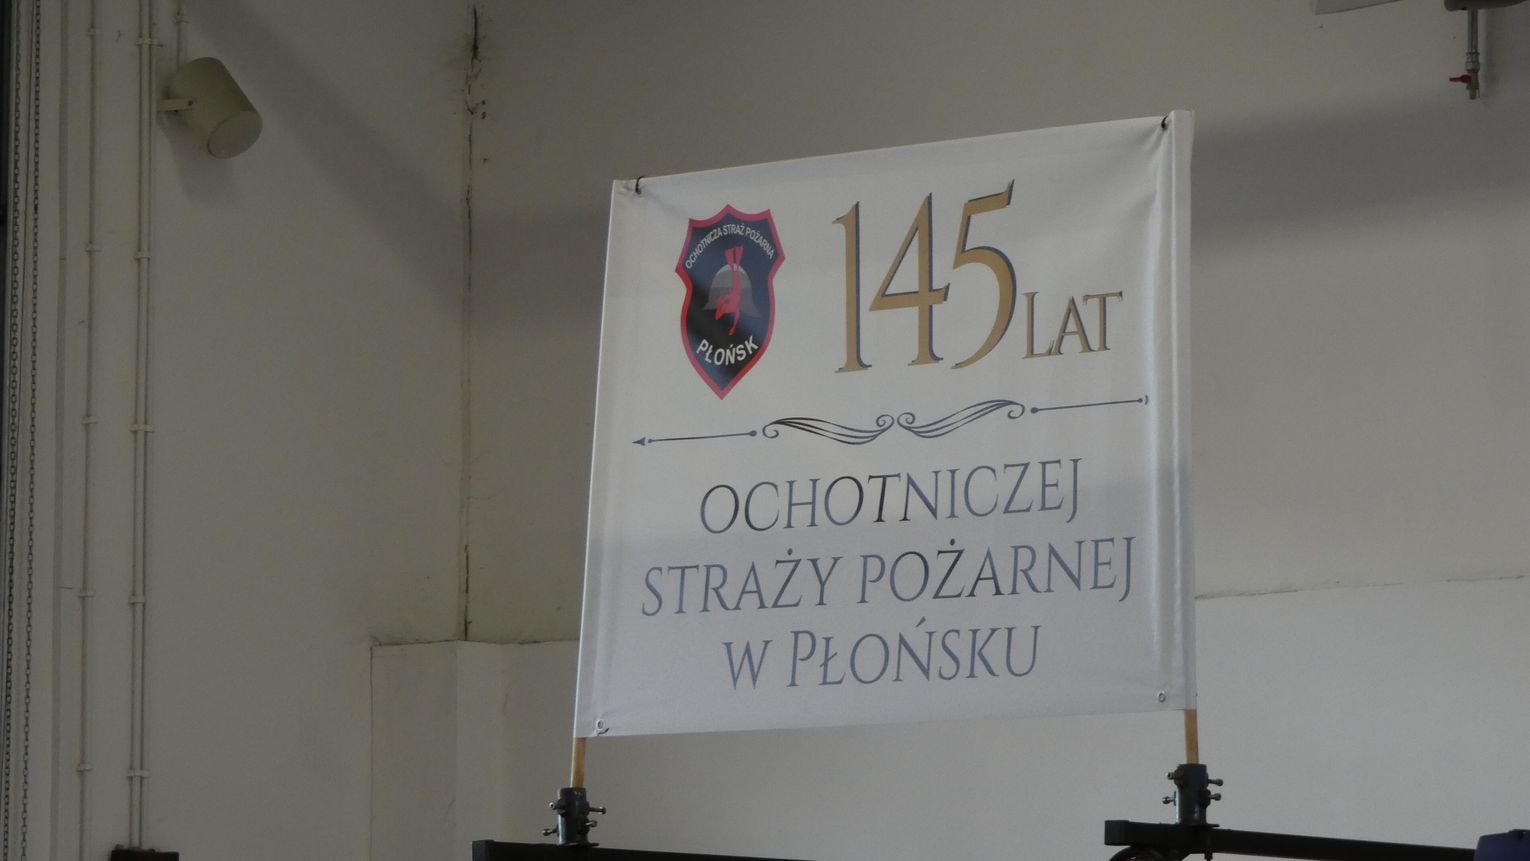 OCHOTNICZA STRAŻ POŻARNA
PŁOŃSK
145 LAT
OCHOTNICZEJ
STRAŻY POŻARNEJ
W PŁOŃSKU